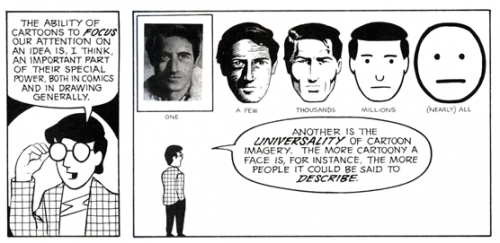 THE ABILITY OF
CARTOONS TO FOCUS
OUR ATTENTION ON
AN IDEA IS, I THINK,
AN IMPORTANT PART
OF THEIR SPECIAL
POWER, BOTH IN COMICS
AND IN DRAWING
GENERALLY.
ONE
A FEW
THOUSANDS
MILLIONS
(NEARLY) ALL
ANOTHER IS THE
UNIVERSALITY OF CARTOON
IMAGERY. THE MORE CARTOONY A
FACE IS, FOR INSTANCE, THE MORE
PEOPLE IT COULD BE SAID TO
DESCRIBE.